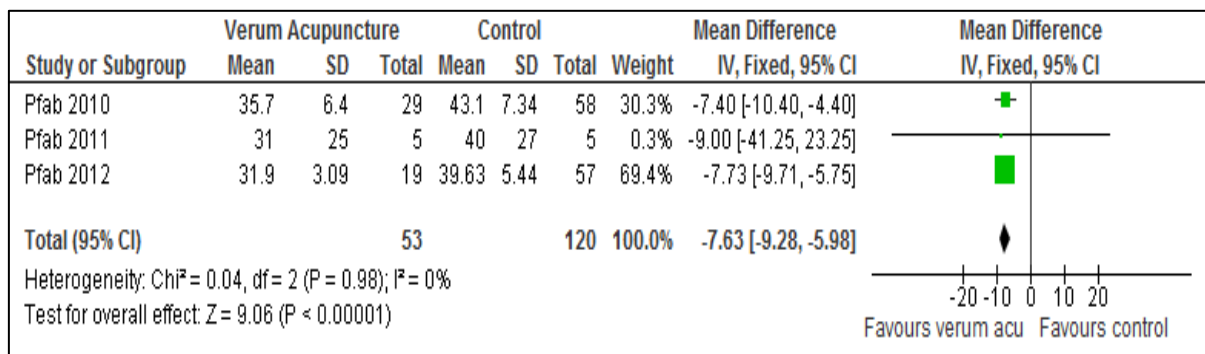 Verum Acupuncture Control Mean Difference Mean Difference
Study or Subgroup Mean SD Total Mean SD Total Weight IV, Fixed, 95% CI IV, Fixed, 95% CI
Pfab 2010 35.7 6.4 29 43.1 7.34 58 30.3% -7.40 [-10.40, -4.40]
Pfab 2011 31 25 5 40 27 5 0.3% -9.00 [-41.25, 23.25]
Pfab 2012 31.9 3.09 19 39.63 5.44 57 69.4% -7.73 [-9.71, -5.75]
Total (95% CI) 53 120 100.0% -7.63 [-9.28, -5.98]
Heterogeneity: Chi² = 0.04, df = 2 (P = 0.98); I² = 0%
Test for overall effect: Z = 9.06 (P < 0.00001)
-20 -10 0 10 20
Favours verum acu Favours control